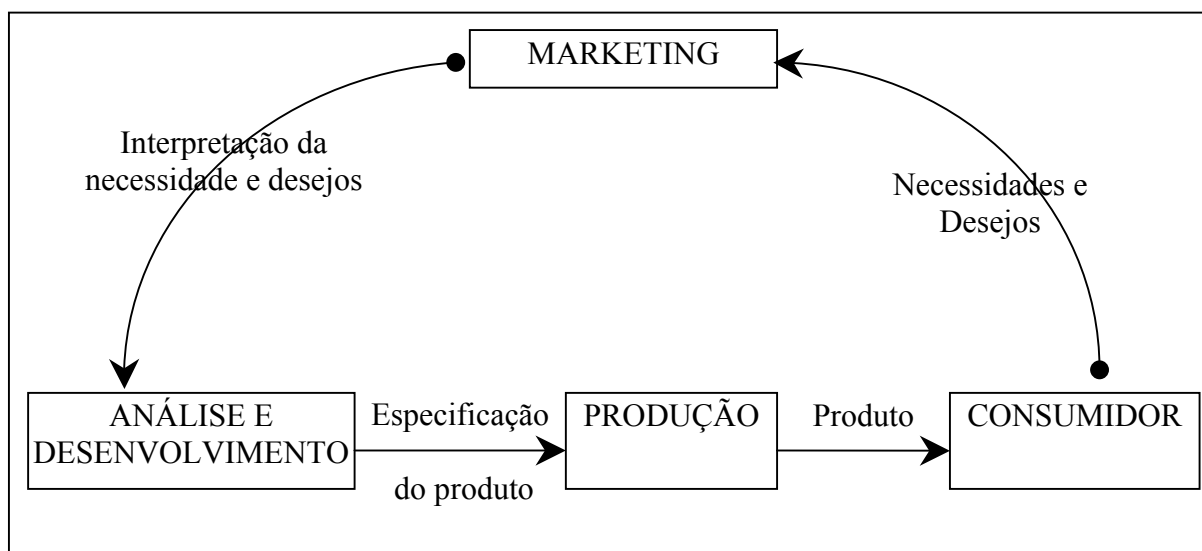 MARKETING
Interpretação da
necessidade e desejos
Necessidades e
Desejos
ANÁLISE E
DESENVOLVIMENTO
Especificação
do produto
PRODUÇÃO
Produto
CONSUMIDOR